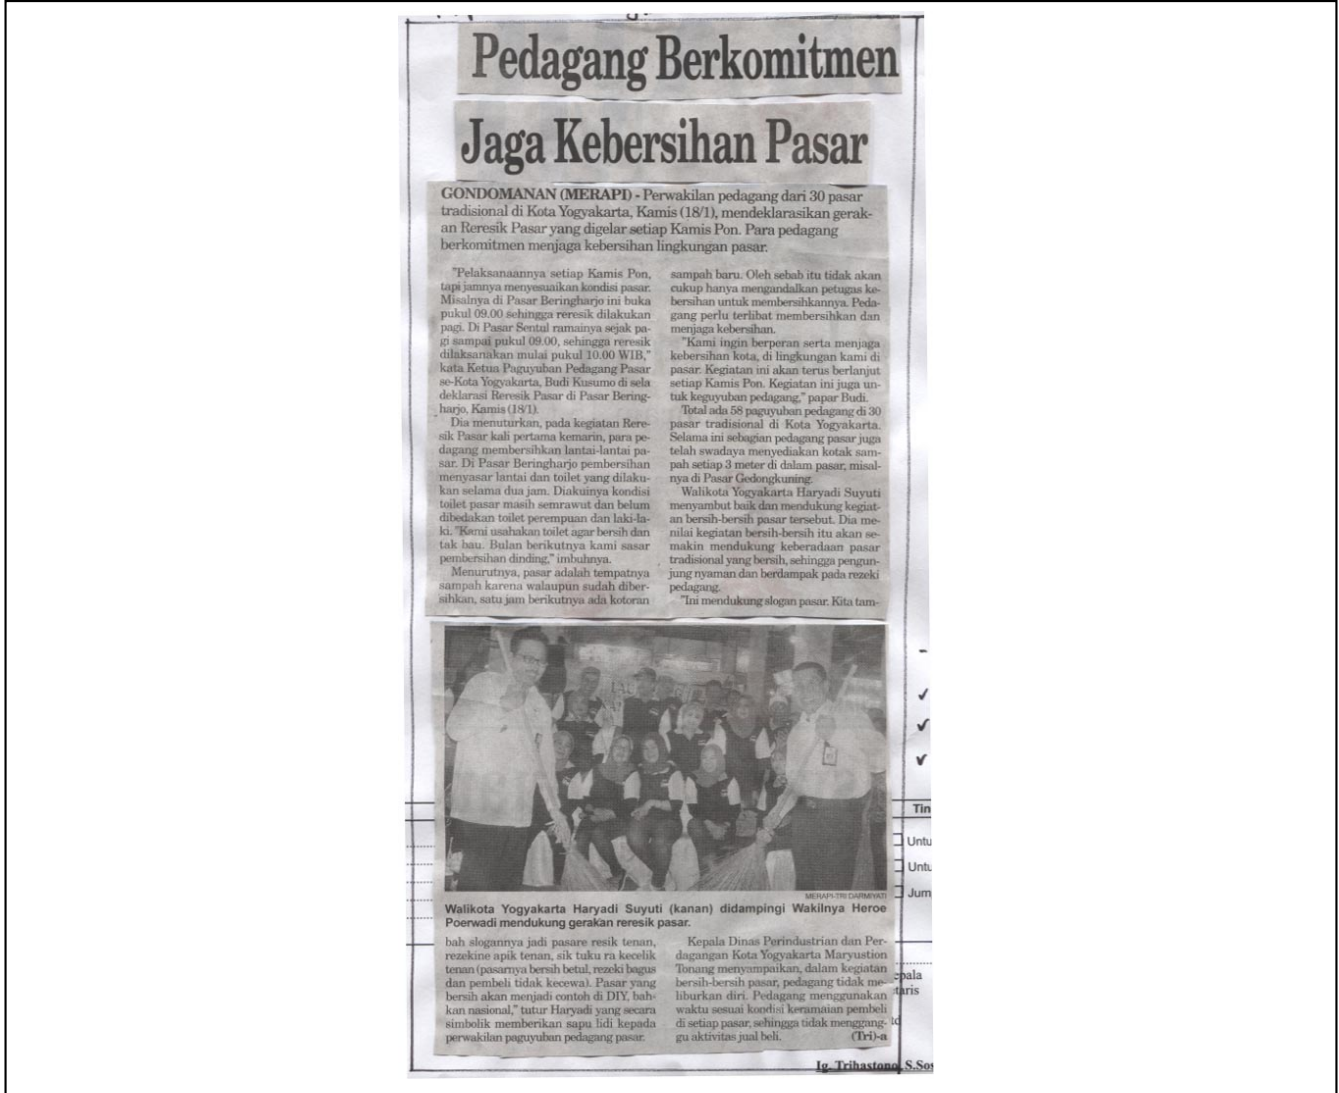 Pedagang Berkomitmen
Jaga Kebersihan Pasar
GONDOMANAN (MERAPI) - Perwakilan pedagang dari 30 pasar
tradisional di Kota Yogyakarta, Kamis (18/1), mendeklarasikan gerak-
an Reresik Pasar yang digelar setiap Kamis Pon. Para pedagang
berkomitmen menjaga kebersihan lingkungan pasar.
"Pelaksanaannya setiap Kamis Pon,
tapi jamnya menyesuaikan kondisi pasar.
Misalnya di Pasar Beringharjo ini buka
pukul 09.00 sehingga reresik dilakukan
pagi. Di Pasar Sentul ramainya sejak pa-
gi sampai pukul 09.00, sehingga reresik
dilaksanakan mulai pukul 10.00 WIB,"
kata Ketua Paguyuban Pedagang Pasar
se-Kota Yogyakarta, Budi Kusumo di sela
deklarasi Reresik Pasar di Pasar Bering-
harjo, Kamis (18/1).
Dia menuturkan, pada kegiatan Rere-
sik Pasar kali pertama kemarin, para pe-
dagang membersihkan lantai-lantai pa-
sar. Di Pasar Beringharjo pembersihan
menyasar lantai dan toilet yang dilaku-
kan selama dua jam. Diakuinya kondisi
toilet pasar masih semrawut dan belum
dibedakan toilet perempuan dan laki-la-
ki. "Kami usahakan toilet agar bersih dan
tak bau. Bulan berikutnya kami sasar
pembersihan dinding," imbuhnya.
Menurutnya, pasar adalah tempatnya
sampah karena walaupun sudah diber-
sihkan, satu jam berikutnya ada kotoran
sampah baru. Oleh sebab itu tidak akan
cukup hanya mengandalkan petugas ke-
bersihan untuk membersihkannya. Peda-
gang perlu terlibat membersihkan dan
menjaga kebersihan.
"Kami ingin berperan serta menjaga
kebersihan kota, di lingkungan kami di
pasar. Kegiatan ini akan terus berlanjut
setiap Kamis Pon. Kegiatan ini juga un-
tuk keguyuban pedagang," papar Budi.
Total ada 58 paguyuban pedagang di 30
pasar tradisional di Kota Yogyakarta.
Selama ini sebagian pedagang pasar juga
telah swadaya menyediakan kotak sam-
pah setiap 3 meter di dalam pasar, misal-
nya di Pasar Gedongkuning.
Walikota Yogyakarta Haryadi Suyuti
menyambut baik dan mendukung kegiat-
an bersih-bersih pasar tersebut. Dia me-
nilai kegiatan bersih-bersih itu akan se-
makin mendukung keberadaan pasar
tradisional yang bersih, sehingga pengun-
jung nyaman dan berdampak pada rezeki
pedagang.
"Ini mendukung slogan pasar. Kita tam-
MERAPI-TRI DARMIYATI
Walikota Yogyakarta Haryadi Suyuti (kanan) didampingi Wakilnya Heroe
Poerwadi mendukung gerakan reresik pasar.
bah slogannya jadi pasare resik tenan,
rezekine apik tenan, sik tuku ra kecelik
tenan (pasarnya bersih betul, rezeki bagus
dan pembeli tidak kecewa). Pasar yang
bersih akan menjadi contoh di DIY, bah-
kan nasional," tutur Haryadi yang secara
simbolik memberikan sapu lidi kepada
perwakilan paguyuban pedagang pasar.
Kepala Dinas Perindustrian dan Per-
dagangan Kota Yogyakarta Maryustion
Tonang menyampaikan, dalam kegiatan
bersih-bersih pasar, pedagang tidak me-
liburkan diri. Pedagang menggunakan
waktu sesuai kondisi keramaian pembeli
di setiap pasar, sehingga tidak menggang-
gu aktivitas jual beli. (Tri)-a
Tin
Untu
Untu
Jum
epala
taris
Ig. Trihastono, S.Sos